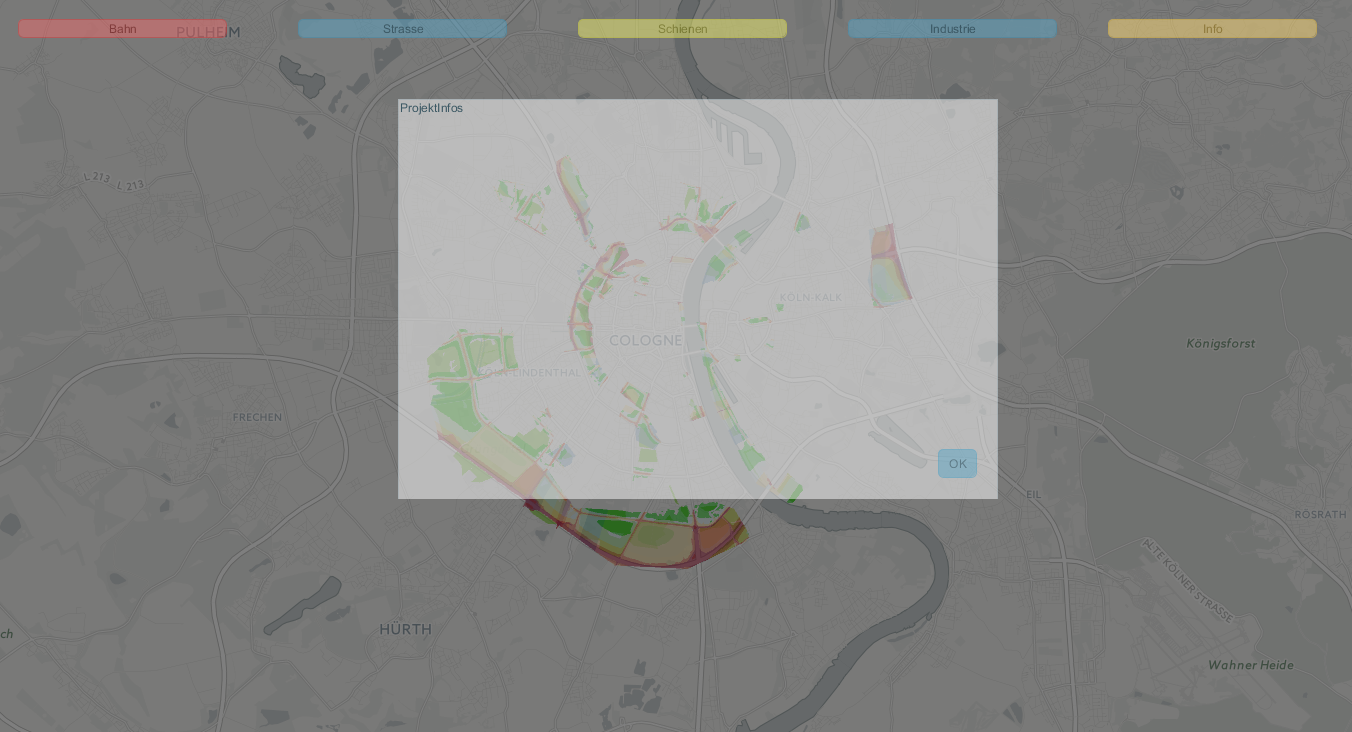 Bahn
PULHEIM
Strasse
Schienen
Industrie
Info
ProjektInfos
L 213 L 213
KÖLN-KALK
COLOGNE
Königsforst
KÖLN-LINDENTHAL
FRECHEN
OK
EIL
RÖSRATH
ALTE KÖLNER STRASSE
HÜRTH
ch
Wahner Heide